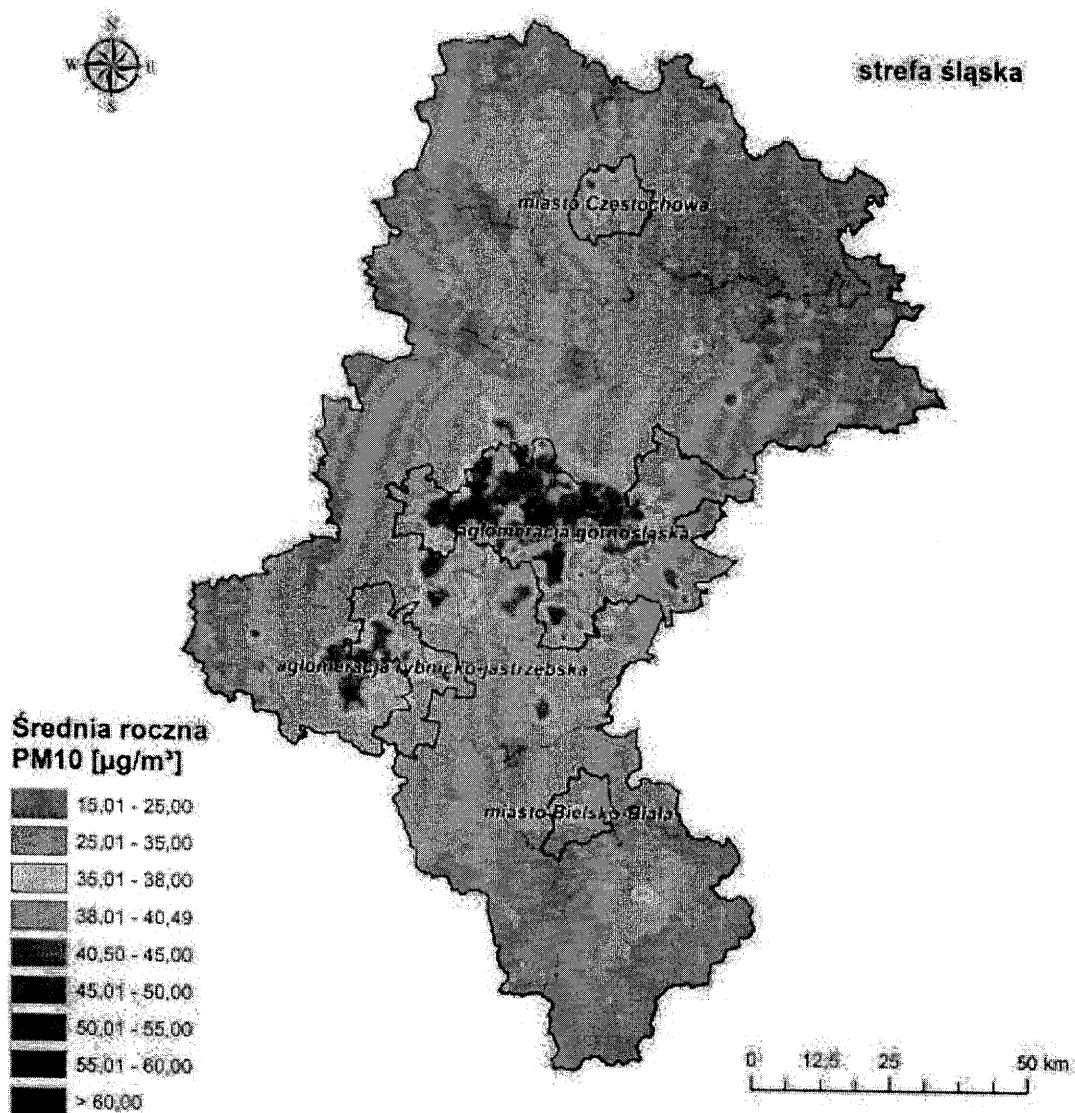 N
W
E
S
strefa śląska
miasto Częstochowa
aglomeracja górnośląska
aglomeracja rybnicko-jastrzębska
miasto Bielsko-Biała
Średnia roczna
PM10 [µg/m³]
15,01 - 25,00
25,01 - 35,00
35,01 - 38,00
38,01 - 40,49
40,50 - 45,00
45,01 - 50,00
50,01 - 55,00
55,01 - 60,00
> 60,00
0 12,5 25 50 km